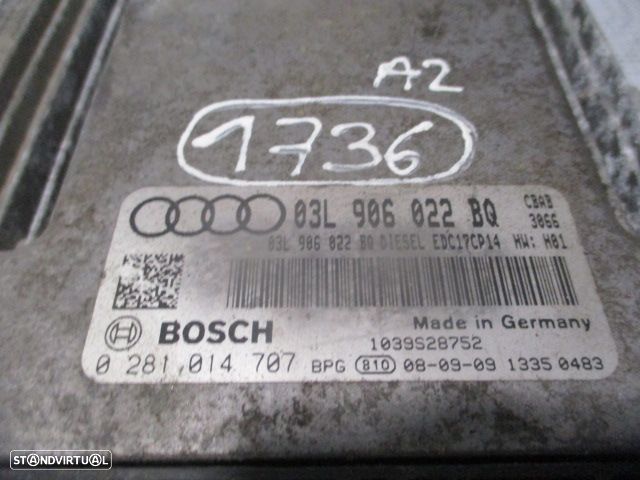 A2
1736
03L 906 022 BQ CBAB 3066
03L 906 022 BQ DIESEL EDC17CP14 HW: H01
BOSCH
Made in Germany
1039S28752
0 281 014 707 BPG 810 08-09-09 1335 0483
STANDVIRTUAL